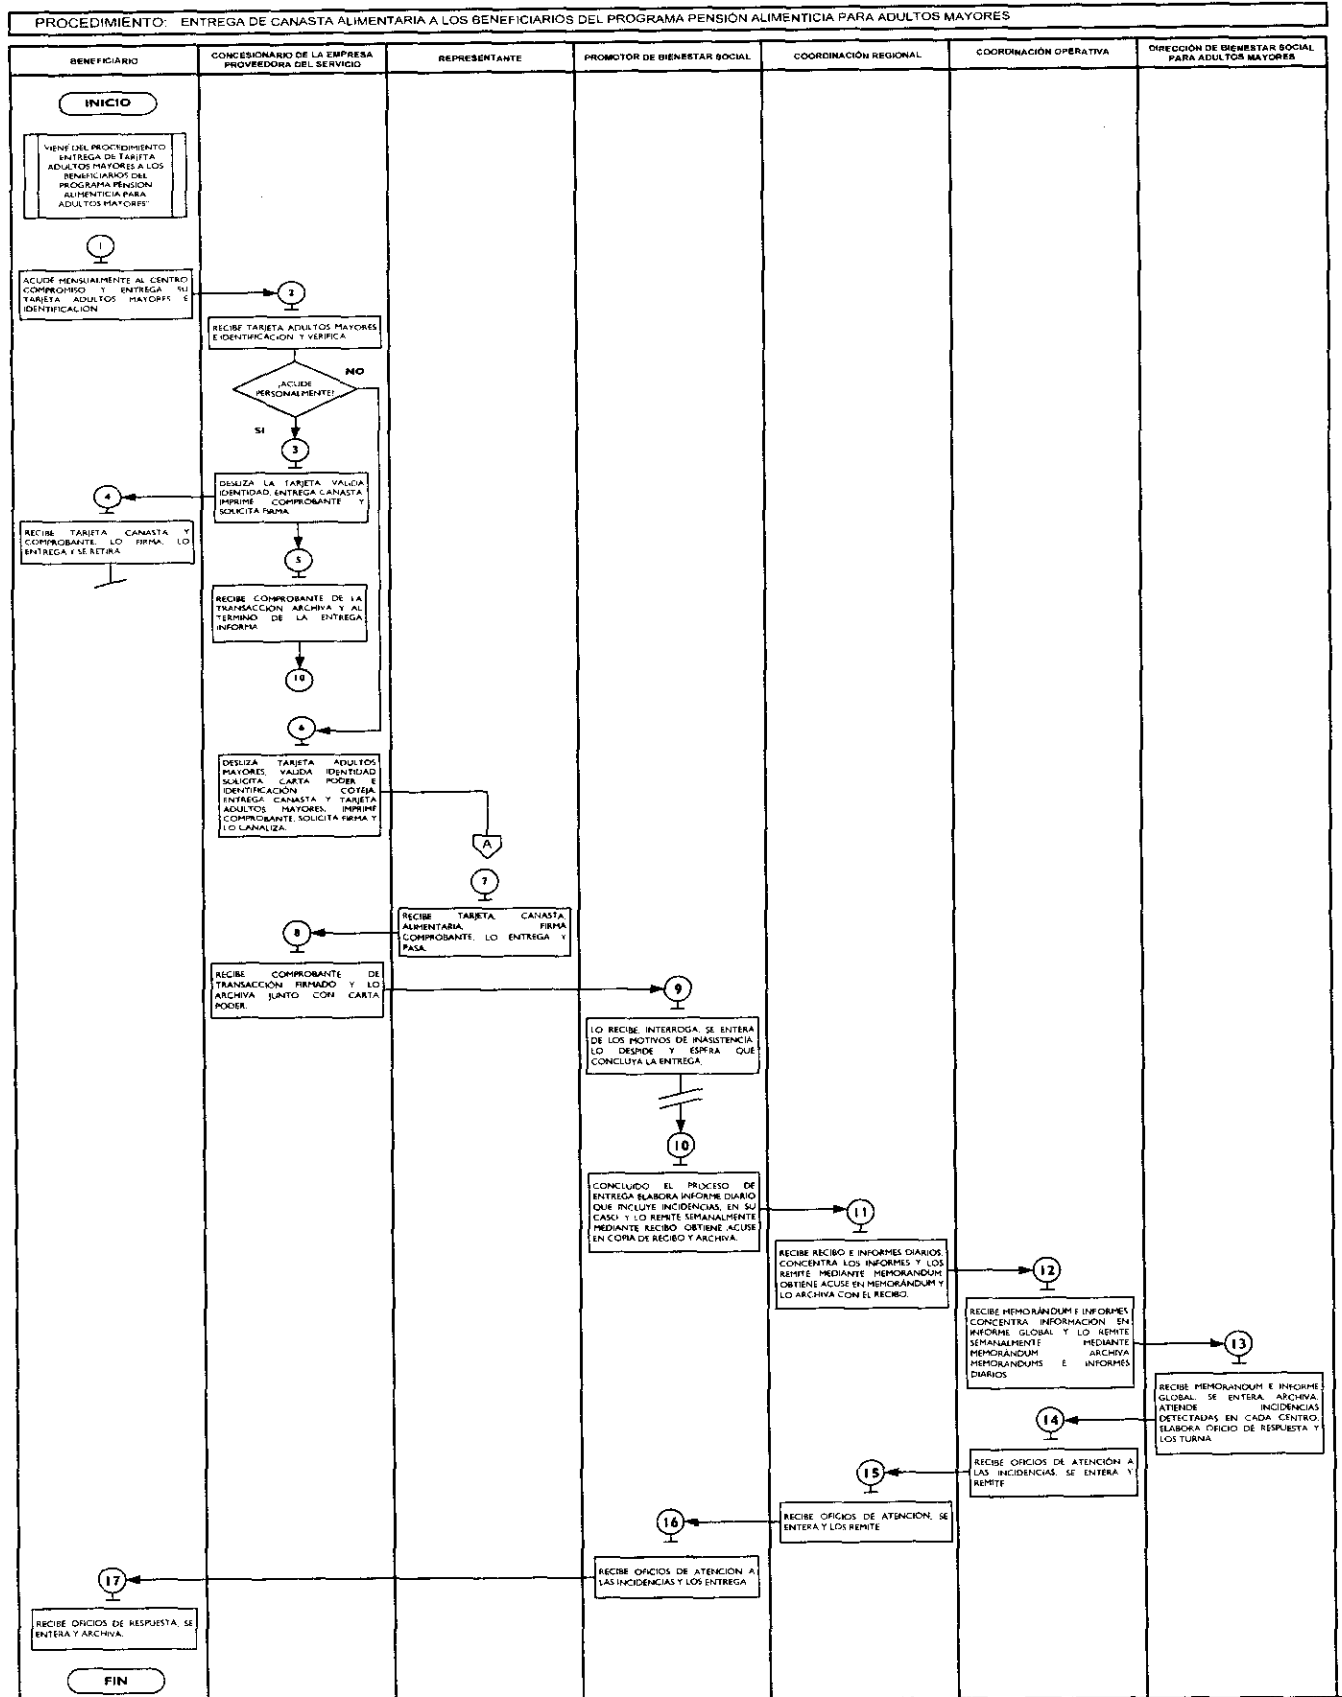 PROCEDIMIENTO: ENTREGA DE CANASTA ALIMENTARIA A LOS BENEFICIARIOS DEL PROGRAMA PENSIÓN ALIMENTICIA PARA ADULTOS MAYORES
BENEFICIARIO
CONCESIONARIO DE LA EMPRESA
PROVEEDORA DEL SERVICIO
REPRESENTANTE
PROMOTOR DE BIENESTAR SOCIAL
COORDINACIÓN REGIONAL
COORDINACIÓN OPERATIVA
DIRECCIÓN DE BIENESTAR SOCIAL
PARA ADULTOS MAYORES
INICIO
VIENE DEL PROCEDIMIENTO
ENTREGA DE TARJETA
ADULTOS MAYORES A LOS
BENEFICIARIOS DEL
PROGRAMA PENSION
ALIMENTICIA PARA
ADULTOS MAYORES"
1
ACUDE MENSUALMENTE AL CENTRO
COMPROMISO Y ENTREGA SU
TARJETA ADULTOS MAYORES E
IDENTIFICACION
2
RECIBE TARJETA ADULTOS MAYORES
E IDENTIFICACION Y VERIFICA
¿ACUDE
PERSONALMENTE?
NO
SI
3
DESLIZA LA TARJETA VALIDA
IDENTIDAD, ENTREGA CANASTA
IMPRIME COMPROBANTE Y
SOLICITA FIRMA
4
RECIBE TARJETA CANASTA Y
COMPROBANTE, LO FIRMA, LO
ENTREGA Y SE RETIRA
5
RECIBE COMPROBANTE DE LA
TRANSACCIÓN ARCHIVA Y AL
TERMINO DE LA ENTREGA
INFORMA
10
6
DESLIZA TARJETA ADULTOS
MAYORES, VALIDA IDENTIDAD
SOLICITA CARTA PODER E
IDENTIFICACIÓN COTEJA,
ENTREGA CANASTA Y TARJETA
ADULTOS MAYORES, IMPRIME
COMPROBANTE, SOLICITA FIRMA Y
LO CANALIZA.
A
7
RECIBE TARJETA, CANASTA,
ALIMENTARIA, FIRMA
COMPROBANTE, LO ENTREGA Y
PASA.
8
RECIBE COMPROBANTE DE
TRANSACCIÓN FIRMADO Y LO
ARCHIVA JUNTO CON CARTA
PODER.
9
LO RECIBE, INTERROGA, SE ENTERA
DE LOS MOTIVOS DE INASISTENCIA
LO DESPIDE Y ESPERA QUE
CONCLUYA LA ENTREGA,
10
CONCLUIDO EL PROCESO DE
ENTREGA ELABORA INFORME DIARIO
QUE INCLUYE INCIDENCIAS, EN SU
CASO Y LO REMITE SEMANALMENTE
MEDIANTE RECIBO, OBTIENE ACUSE
EN COPIA DE RECIBO Y ARCHIVA.
11
RECIBE RECIBO E INFORMES DIARIOS,
CONCENTRA LOS INFORMES Y LOS
REMITE MEDIANTE MEMORANDUM
OBTIENE ACUSE EN MEMORÁNDUM Y
LO ARCHIVA CON EL RECIBO.
12
RECIBE MEMORÁNDUM E INFORMES
CONCENTRA INFORMACION EN
INFORME GLOBAL Y LO REMITE
SEMANALMENTE MEDIANTE
MEMORÁNDUM ARCHIVA
MEMORANDUMS E INFORMES
DIARIOS
13
RECIBE MEMORANDUM E INFORME
GLOBAL, SE ENTERA, ARCHIVA,
ATIENDE INCIDENCIAS
DETECTADAS EN CADA CENTRO,
ELABORA OFICIO DE RESPUESTA Y
LOS TURNA
14
RECIBE OFICIOS DE ATENCIÓN A
LAS INCIDENCIAS, SE ENTERA Y
REMITE
15
RECIBE OFICIOS DE ATENCIÓN, SE
ENTERA Y LOS REMITE
16
RECIBE OFICIOS DE ATENCIÓN A
LAS INCIDENCIAS Y LOS ENTREGA
17
RECIBE OFICIOS DE RESPUESTA, SE
ENTERA Y ARCHIVA.
FIN